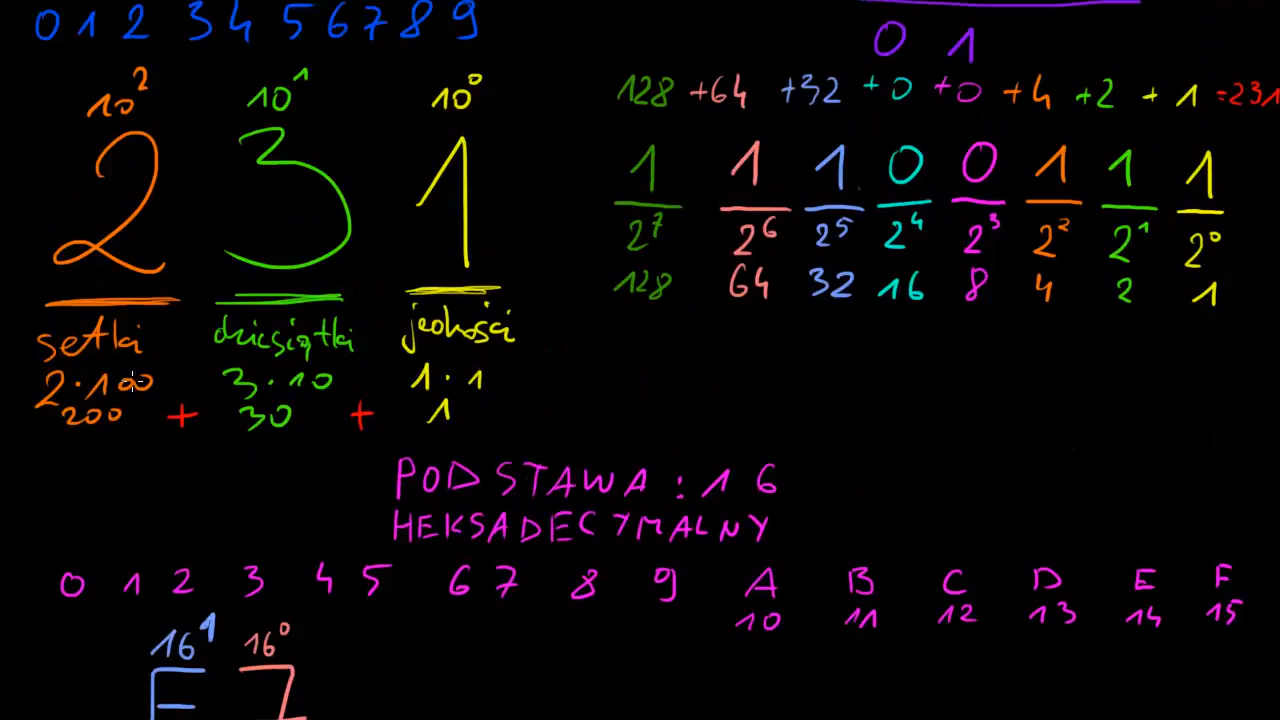 0 1 2 3 4 5 6 7 8 9
0 1
10² 10¹ 10⁰
128 +64 +32 +0 +0 +4 +2 + 1 =231
2 3 1
1 1 1 0 0 1 1 1
2⁷ 2⁶ 2⁵ 2⁴ 2³ 2² 2¹ 2⁰
128 64 32 16 8 4 2 1
setki dziesiątki jedności
2·100 3·10 1·1
200 + 30 + 1
PODSTAWA : 16
HEKSADECYMALNY
0 1 2 3 4 5 6 7 8 9 A B C D E F
10 11 12 13 14 15
16¹ 16⁰